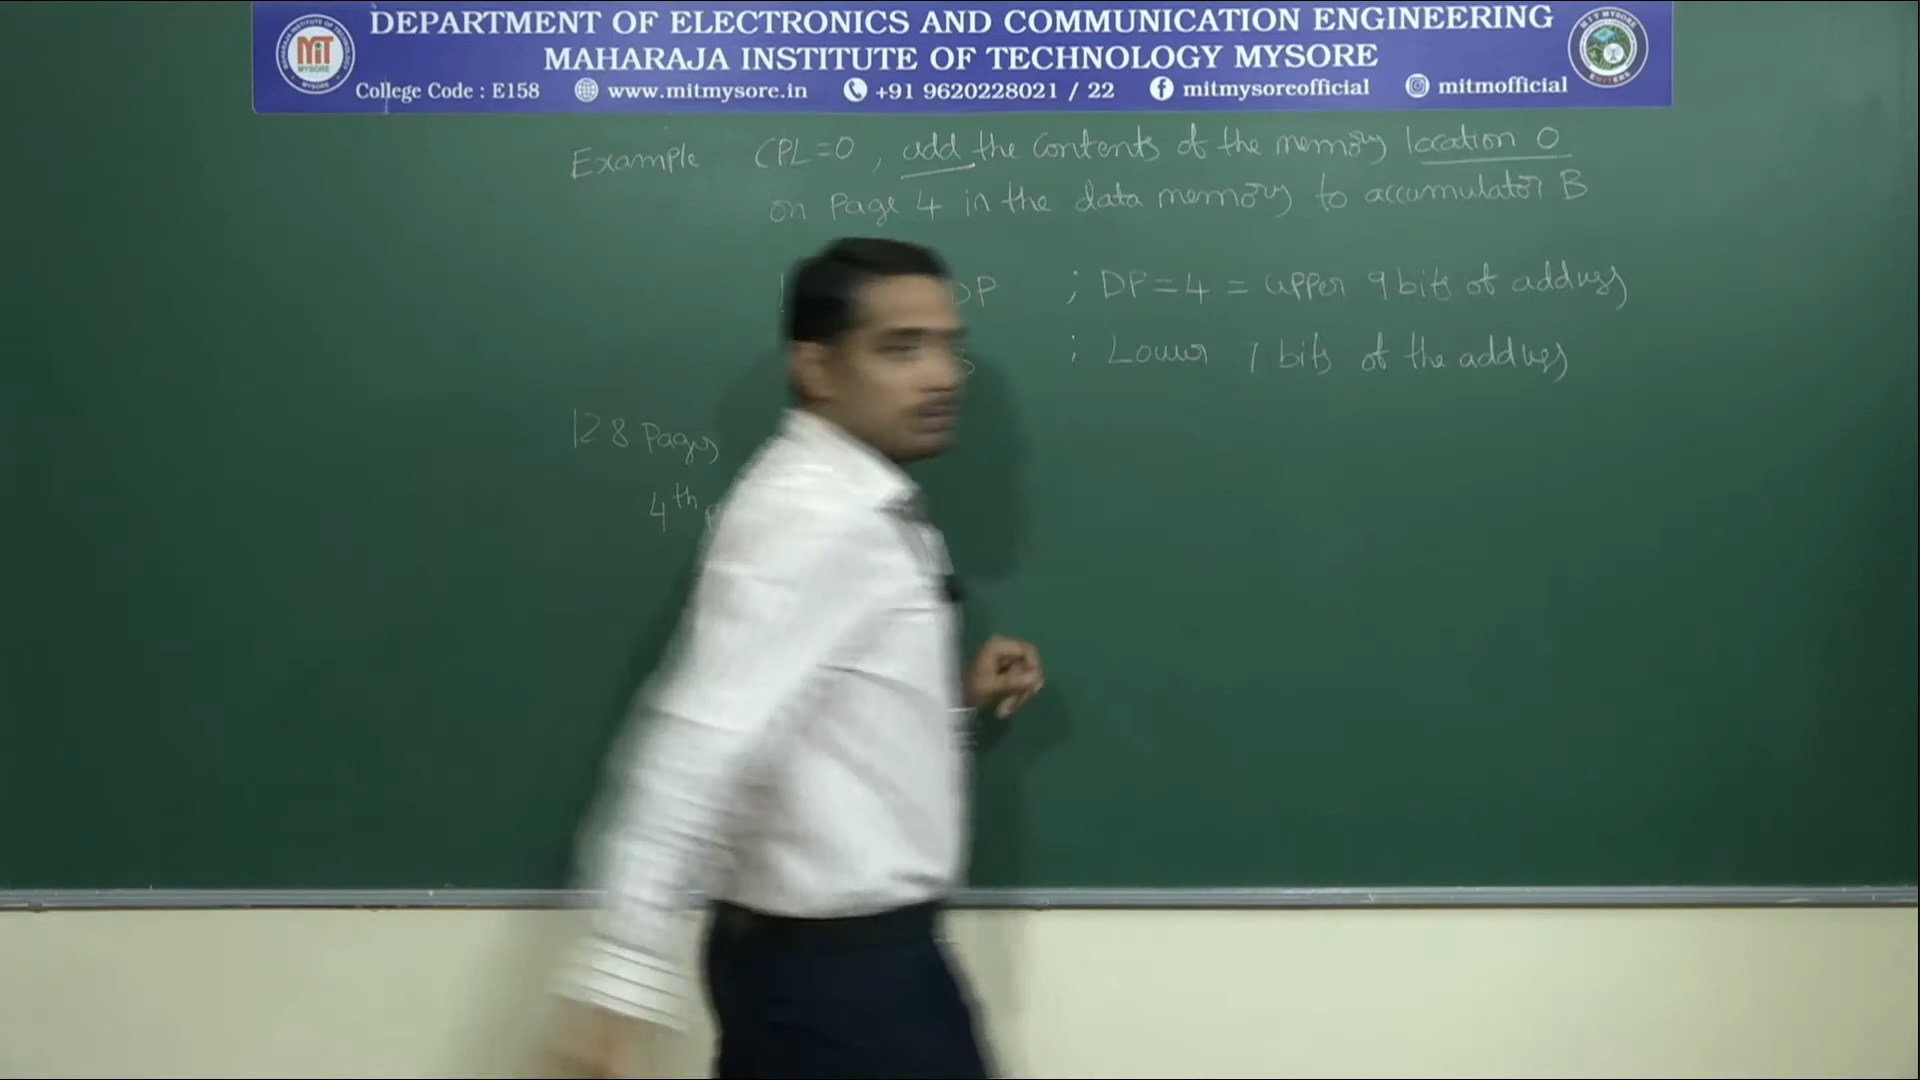 DEPARTMENT OF ELECTRONICS AND COMMUNICATION ENGINEERING
MAHARAJA INSTITUTE OF TECHNOLOGY MYSORE
College Code : E158 www.mitmysore.in +91 9620228021 / 22 mitmysoreofficial mitmofficial
MIT
MYSORE
Example CPL=0, add the contents of the memory location 0
on Page 4 in the data memory to accumulator B
DP ; DP=4 = upper 9 bits of address
; Lower 7 bits of the address
128 Pages
4th